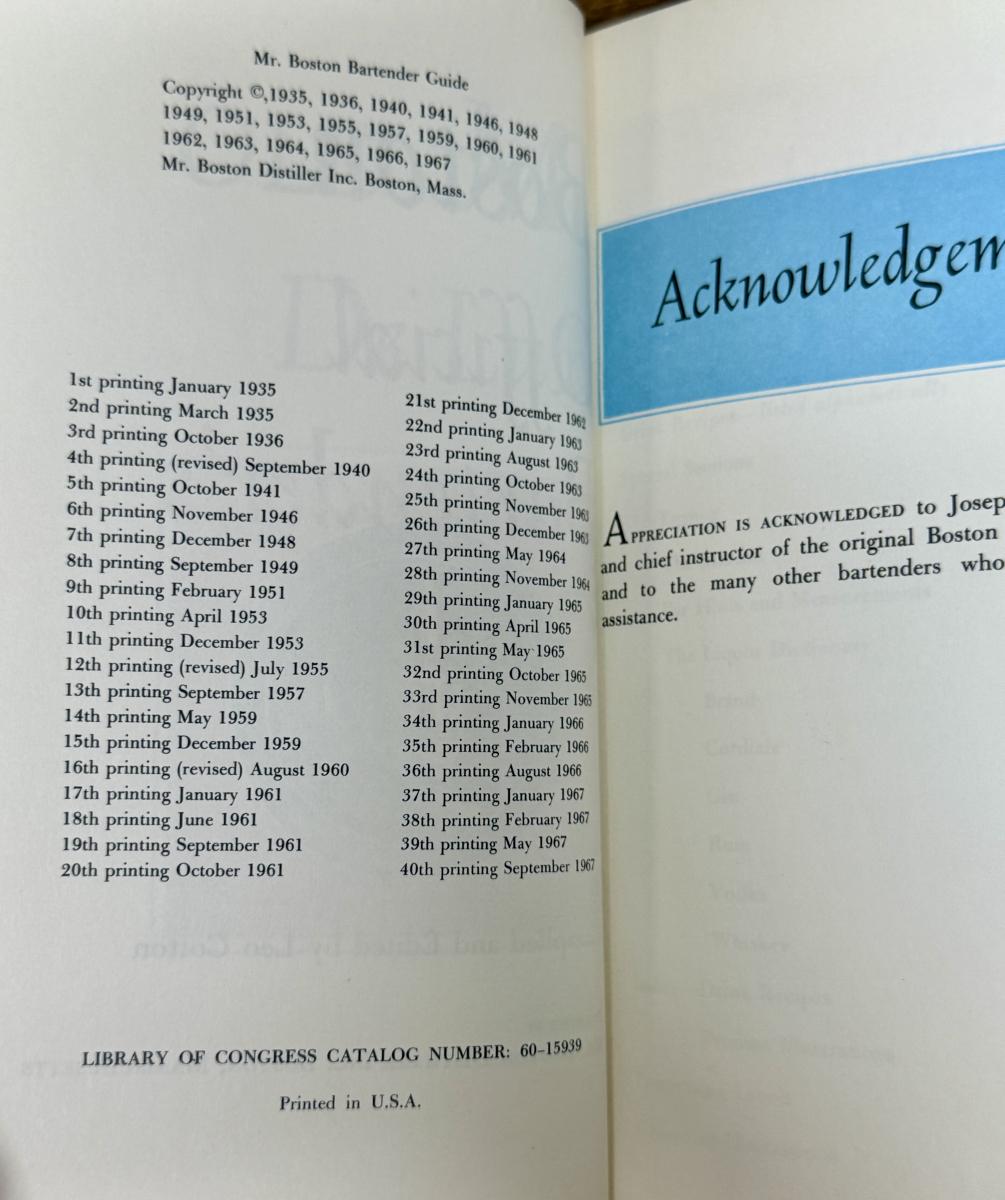 Mr. Boston Bartender Guide
Copyright ©,1935, 1936, 1940, 1941, 1946, 1948
1949, 1951, 1953, 1955, 1957, 1959, 1960, 1961
1962, 1963, 1964, 1965, 1966, 1967
Mr. Boston Distiller Inc. Boston, Mass.
1st printing January 1935
2nd printing March 1935
3rd printing October 1936
4th printing (revised) September 1940
5th printing October 1941
6th printing November 1946
7th printing December 1948
8th printing September 1949
9th printing February 1951
10th printing April 1953
11th printing December 1953
12th printing (revised) July 1955
13th printing September 1957
14th printing May 1959
15th printing December 1959
16th printing (revised) August 1960
17th printing January 1961
18th printing June 1961
19th printing September 1961
20th printing October 1961
21st printing December 1962
22nd printing January 1963
23rd printing August 1963
24th printing October 1963
25th printing November 1963
26th printing December 1963
27th printing May 1964
28th printing November 1964
29th printing January 1965
30th printing April 1965
31st printing May 1965
32nd printing October 1965
33rd printing November 1965
34th printing January 1966
35th printing February 1966
36th printing August 1966
37th printing January 1967
38th printing February 1967
39th printing May 1967
40th printing September 1967
LIBRARY OF CONGRESS CATALOG NUMBER: 60-15939
Printed in U.S.A.
Acknowledgem
APPRECIATION IS ACKNOWLEDGED to Josep
and chief instructor of the original Boston
and to the many other bartenders who
assistance.